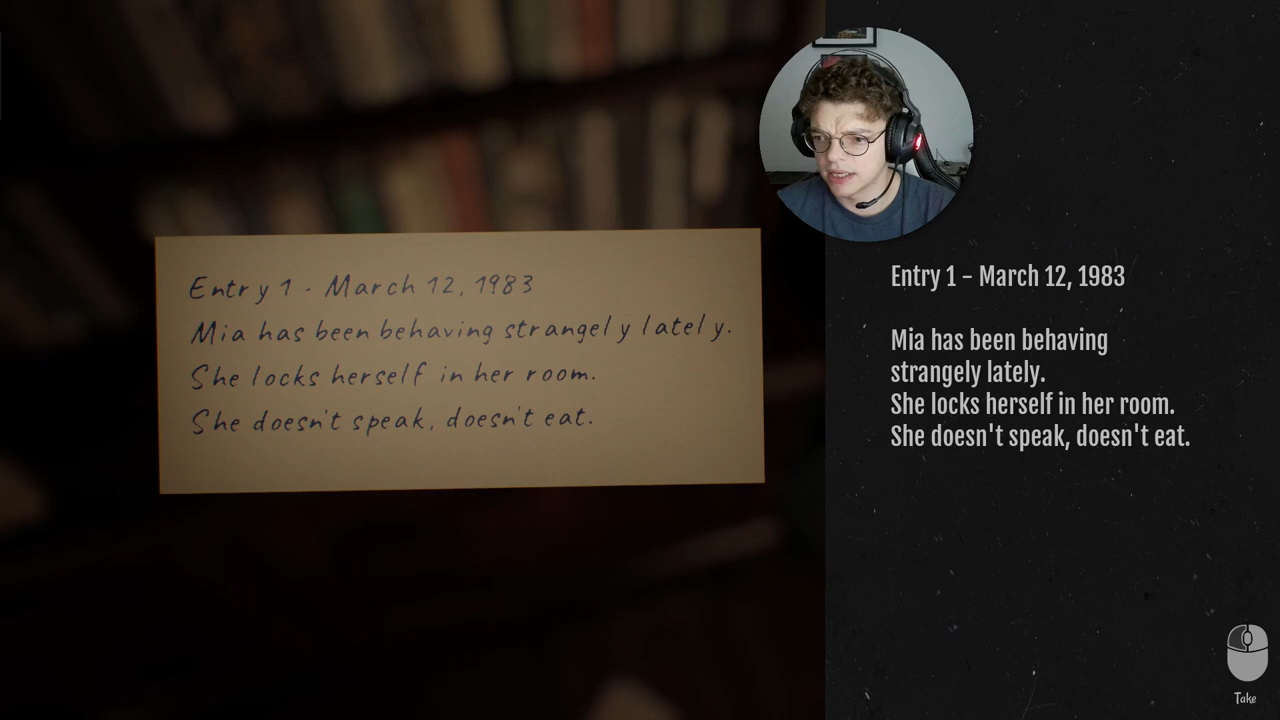 Entry 1 - March 12, 1983
Mia has been behaving strangely lately.
She locks herself in her room.
She doesn't speak, doesn't eat.
Entry 1 - March 12, 1983
Mia has been behaving
strangely lately.
She locks herself in her room.
She doesn't speak, doesn't eat.
Take